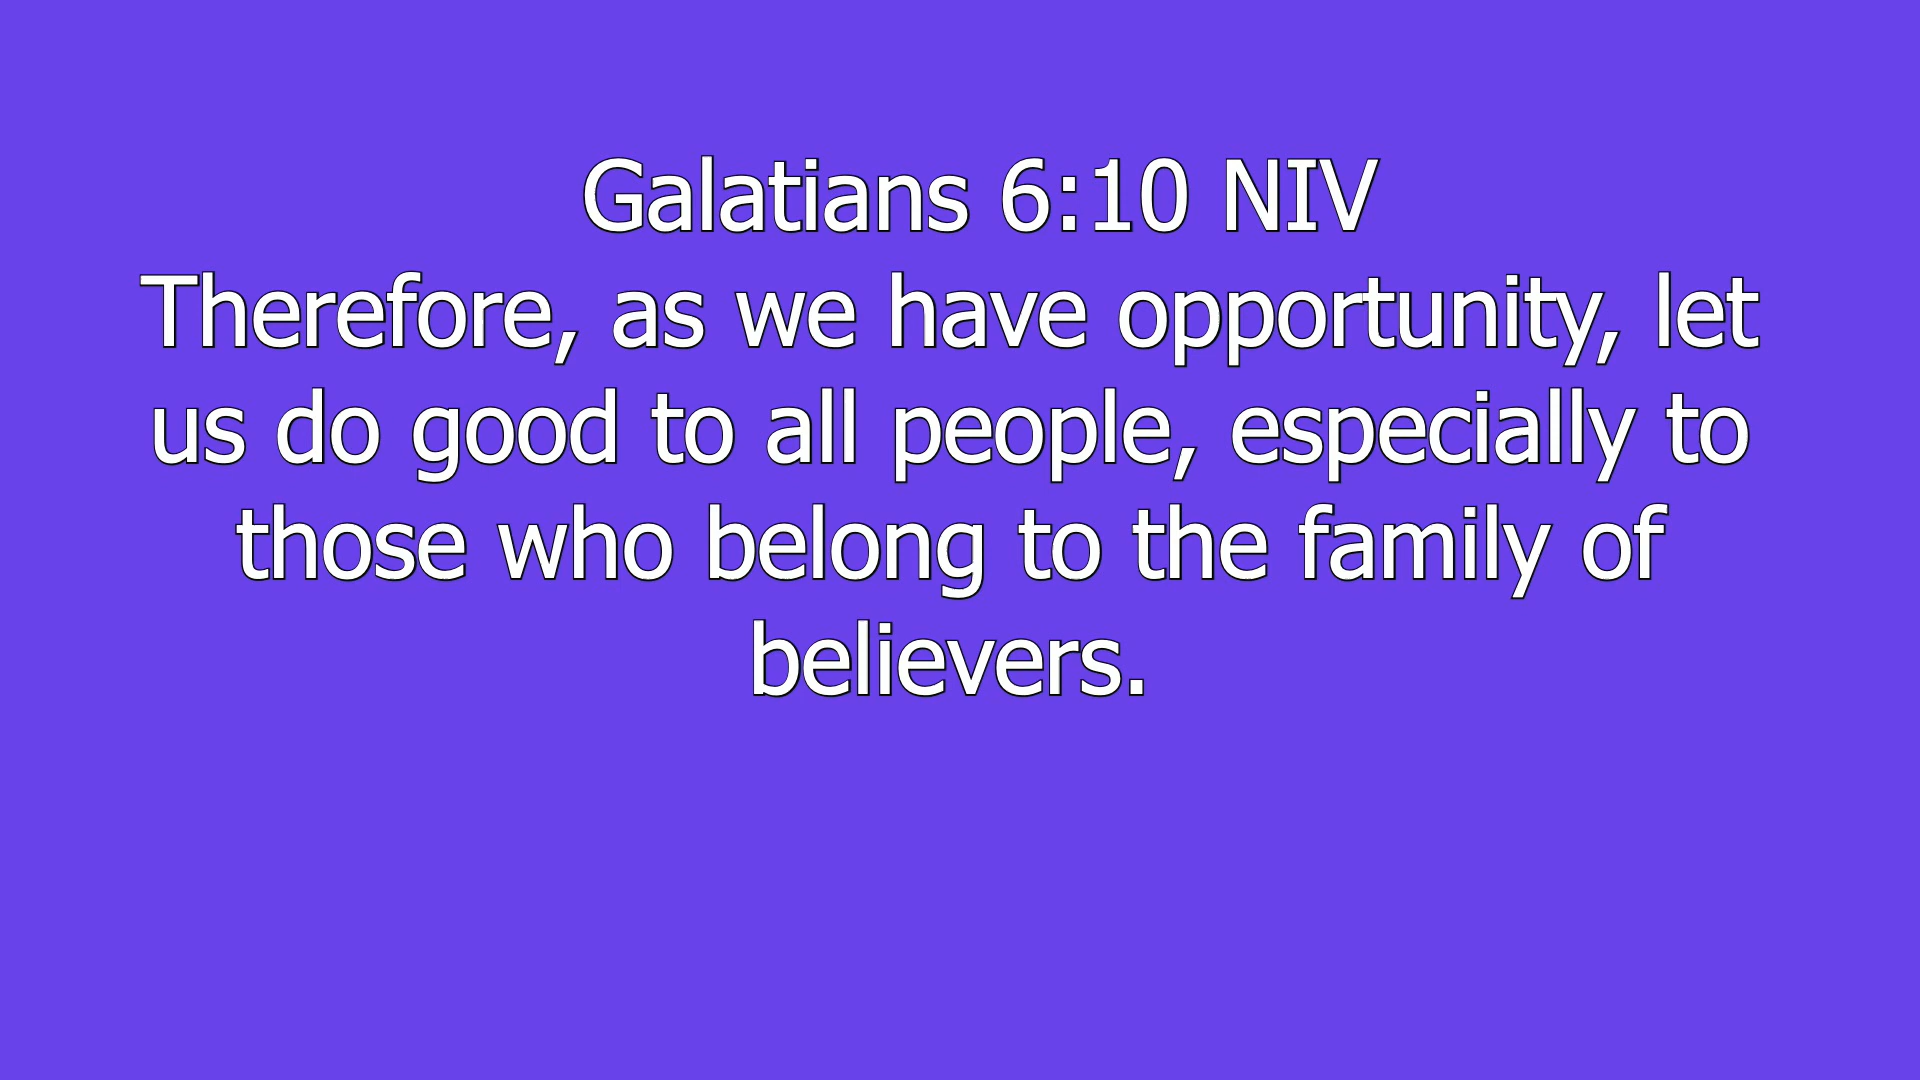 Galatians 6:10 NIV
Therefore, as we have opportunity, let
us do good to all people, especially to
those who belong to the family of
believers.